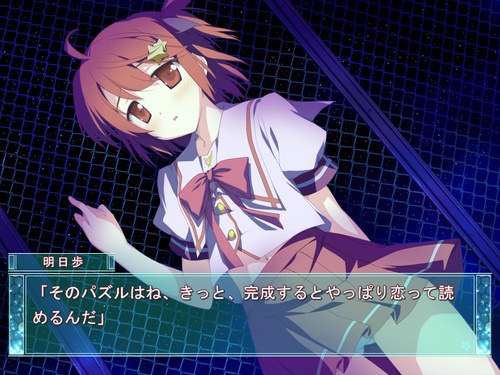 明日歩
「そのパズルはね、きっと、完成するとやっぱり恋って読
めるんだ」